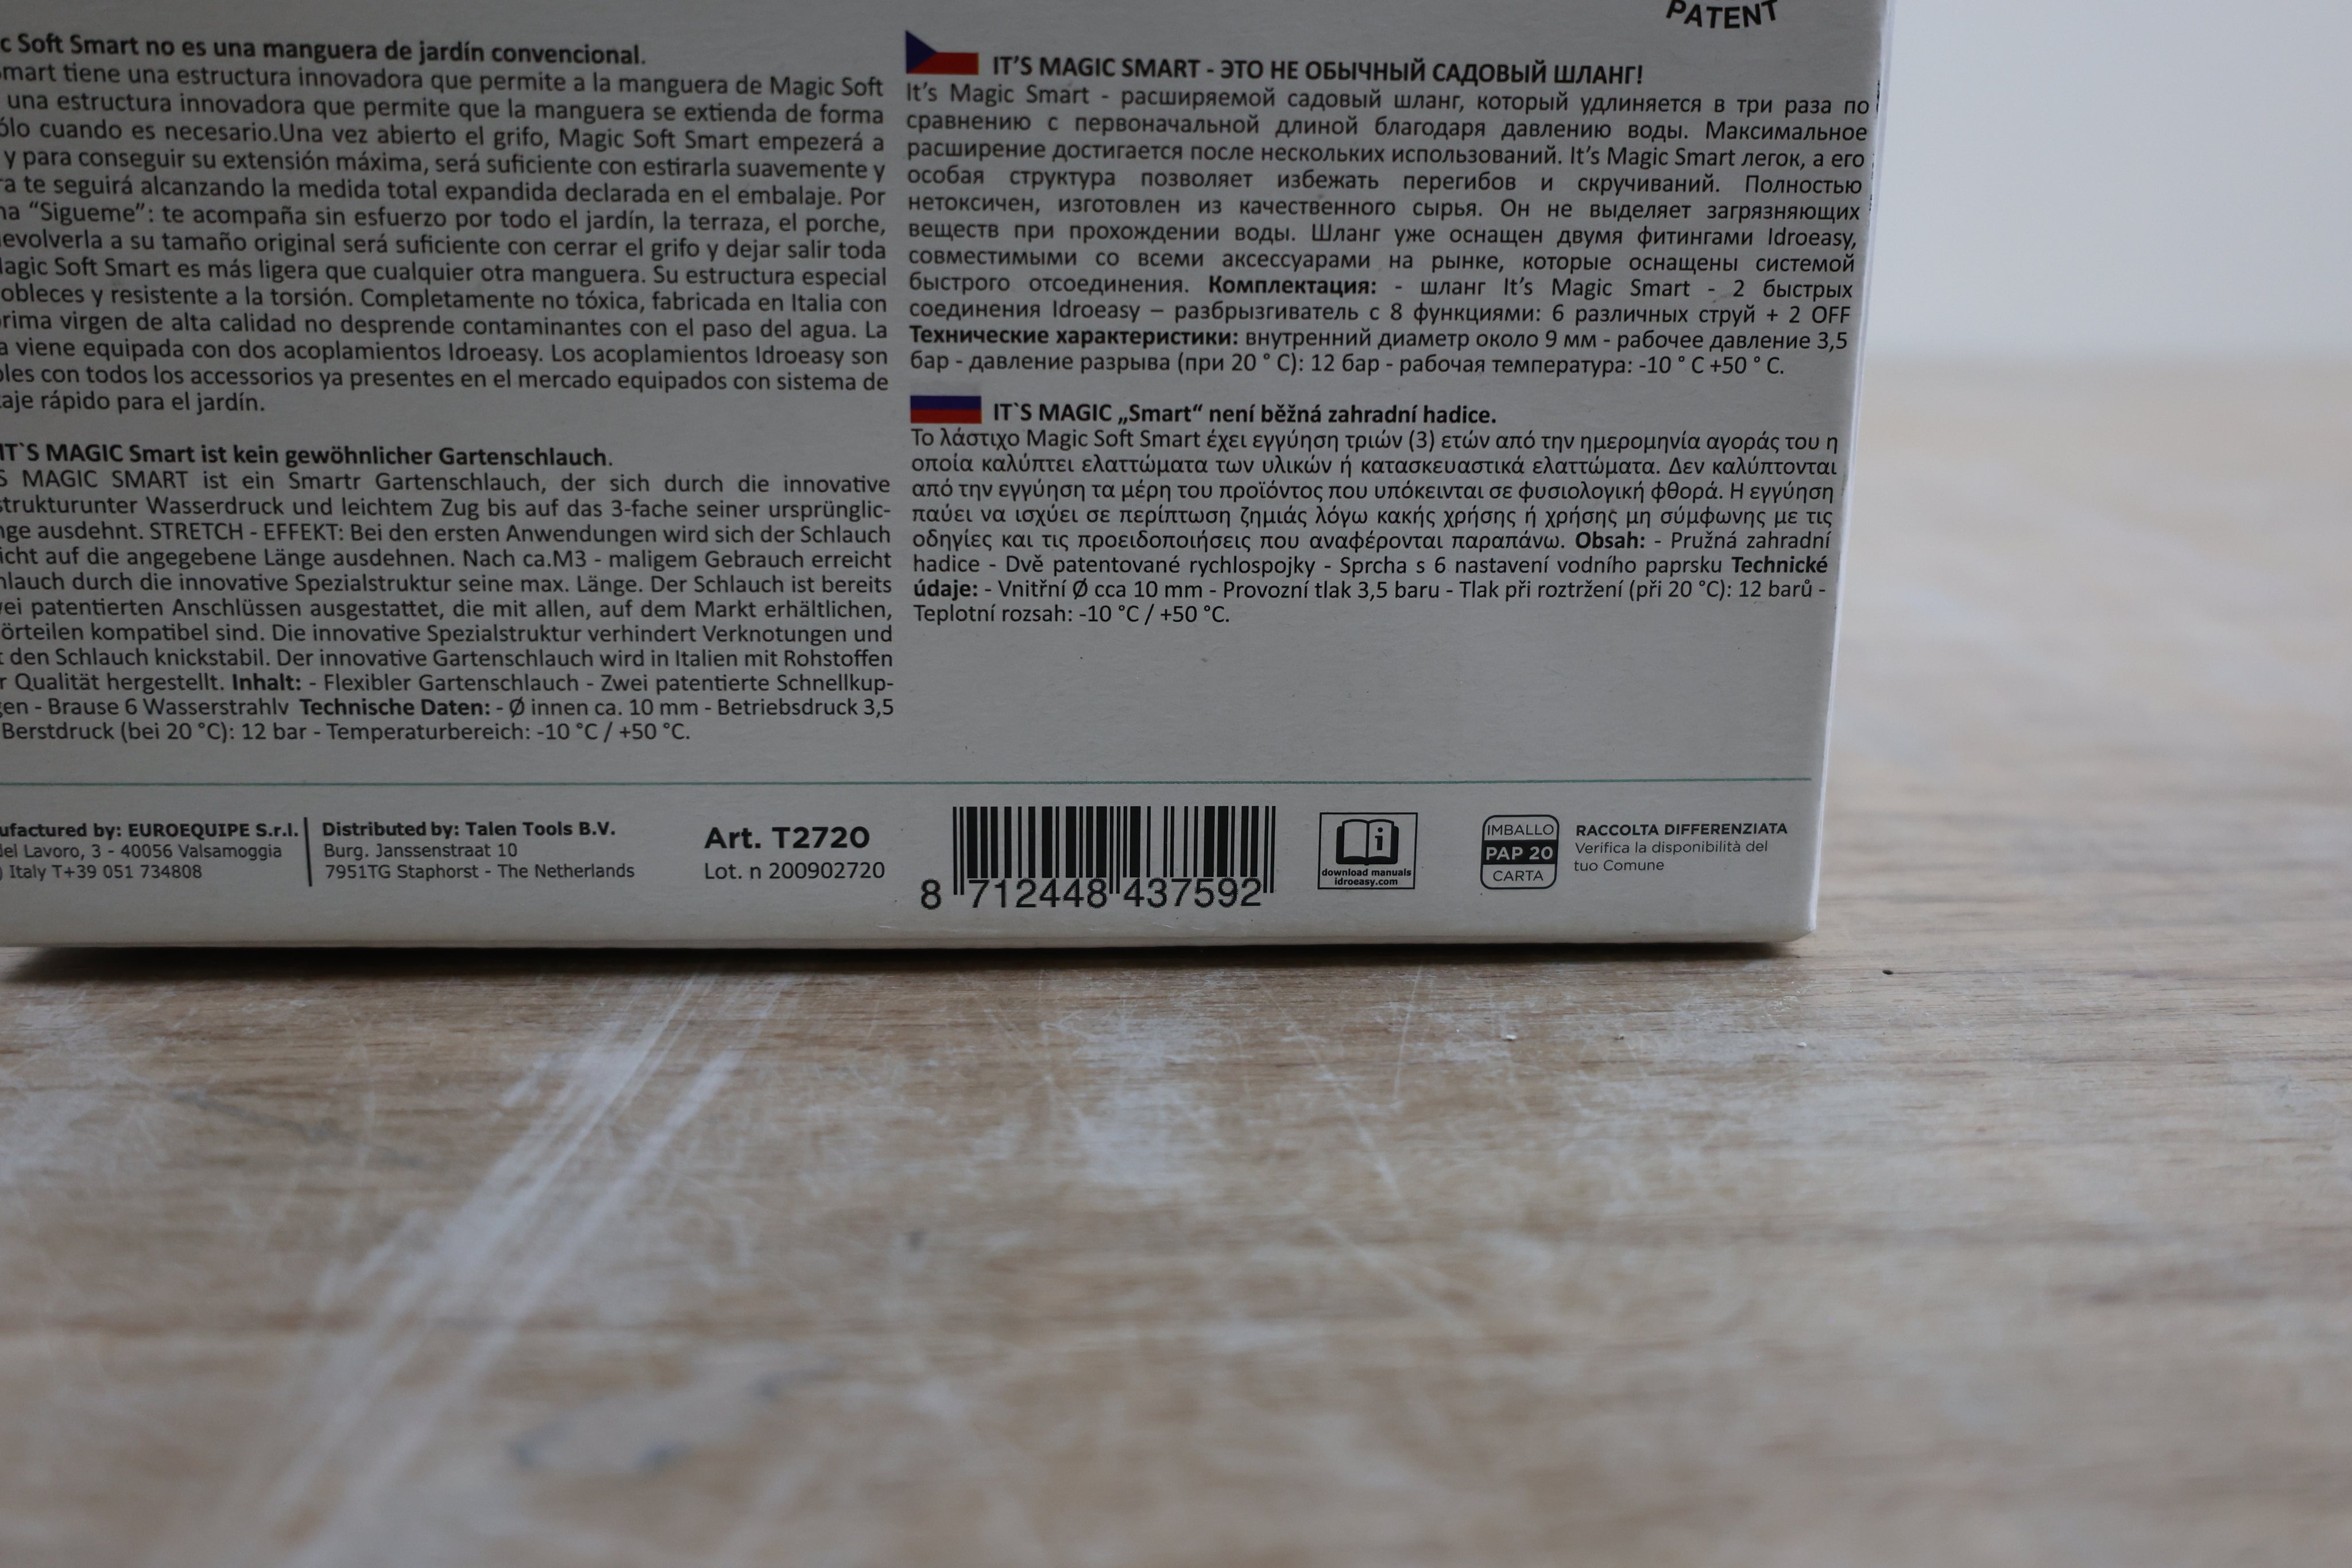 PATENT
Soft Smart no es una manguera de jardín convencional.
tiene una estructura innovadora que permite a la manguera de Magic Soft
una estructura innovadora que permite que la manguera se extienda de forma
cuando es necesario.Una vez abierto el grifo, Magic Soft Smart empezerá a
y para conseguir su extensión máxima, será suficiente con estirarla suavemente y
te seguirá alcanzando la medida total expandida declarada en el embalaje. Por
“Sigueme”: te acompaña sin esfuerzo por todo el jardín, la terraza, el porche,
a su tamaño original será suficiente con cerrar el grifo y dejar salir toda
Soft Smart es más ligera que cualquier otra manguera. Su estructura especial
y resistente a la torsión. Completamente no tóxica, fabricada en Italia con
virgen de alta calidad no desprende contaminantes con el paso del agua. La
viene equipada con dos acoplamientos Idroeasy. Los acoplamientos Idroeasy son
con todos los accessorios ya presentes en el mercado equipados con sistema de
rápido para el jardín.
IT`S MAGIC Smart ist kein gewöhnlicher Gartenschlauch.
MAGIC SMART ist ein Smartr Gartenschlauch, der sich durch die innovative
strukturunter Wasserdruck und leichtem Zug bis auf das 3-fache seiner ursprünglic-
ausdehnt. STRETCH - EFFEKT: Bei den ersten Anwendungen wird sich der Schlauch
auf die angegebene Länge ausdehnen. Nach ca.M3 - maligem Gebrauch erreicht
durch die innovative Spezialstruktur seine max. Länge. Der Schlauch ist bereits
patentierten Anschlüssen ausgestattet, die mit allen, auf dem Markt erhältlichen,
kompatibel sind. Die innovative Spezialstruktur verhindert Verknotungen und
den Schlauch knickstabil. Der innovative Gartenschlauch wird in Italien mit Rohstoffen
Qualität hergestellt. Inhalt: - Flexibler Gartenschlauch - Zwei patentierte Schnellkup-
- Brause 6 Wasserstrahlv Technische Daten: - Ø innen ca. 10 mm - Betriebsdruck 3,5
Berstdruck (bei 20 °C): 12 bar - Temperaturbereich: -10 °C / +50 °C.
IT’S MAGIC SMART - ЭТО НЕ ОБЫЧНЫЙ САДОВЫЙ ШЛАНГ!
It’s Magic Smart - расширяемой садовый шланг, который удлиняется в три раза по
сравнению с первоначальной длиной благодаря давлению воды. Максимальное
расширение достигается после нескольких использований. It’s Magic Smart легок, а его
особая структура позволяет избежать перегибов и скручиваний. Полностью
нетоксичен, изготовлен из качественного сырья. Он не выделяет загрязняющих
веществ при прохождении воды. Шланг уже оснащен двумя фитингами Idroeasy,
совместимыми со всеми аксессуарами на рынке, которые оснащены системой
быстрого отсоединения. Комплектация: - шланг It’s Magic Smart - 2 быстрых
соединения Idroeasy – разбрызгиватель с 8 функциями: 6 различных струй + 2 OFF
Технические характеристики: внутренний диаметр около 9 мм - рабочее давление 3,5
бар - давление разрыва (при 20 ° C): 12 бар - рабочая температура: -10 ° C +50 ° C.
IT`S MAGIC „Smart“ není běžná zahradní hadice.
Το λάστιχο Magic Soft Smart έχει εγγύηση τριών (3) ετών από την ημερομηνία αγοράς του η
οποία καλύπτει ελαττώματα των υλικών ή κατασκευαστικά ελαττώματα. Δεν καλύπτονται
από την εγγύηση τα μέρη του προϊόντος που υπόκεινται σε φυσιολογική φθορά. Η εγγύηση
παύει να ισχύει σε περίπτωση ζημιάς λόγω κακής χρήσης ή χρήσης μη σύμφωνης με τις
οδηγίες και τις προειδοποιήσεις που αναφέρονται παραπάνω. Obsah: - Pružná zahradní
hadice - Dvě patentované rychlospojky - Sprcha s 6 nastavení vodního paprsku Technické
údaje: - Vnitřní Ø cca 10 mm - Provozní tlak 3,5 baru - Tlak při roztržení (při 20 °C): 12 barů -
Teplotní rozsah: -10 °C / +50 °C.
by: EUROEQUIPE S.r.l.
Lavoro, 3 - 40056 Valsamoggia
Italy T+39 051 734808
Distributed by: Talen Tools B.V.
Burg. Janssenstraat 10
7951TG Staphorst - The Netherlands
Art. T2720
Lot. n 200902720
8 712448 437592
download manuals
idroeasy.com
IMBALLO
PAP 20
CARTA
RACCOLTA DIFFERENZIATA
Verifica la disponibilità del
tuo Comune